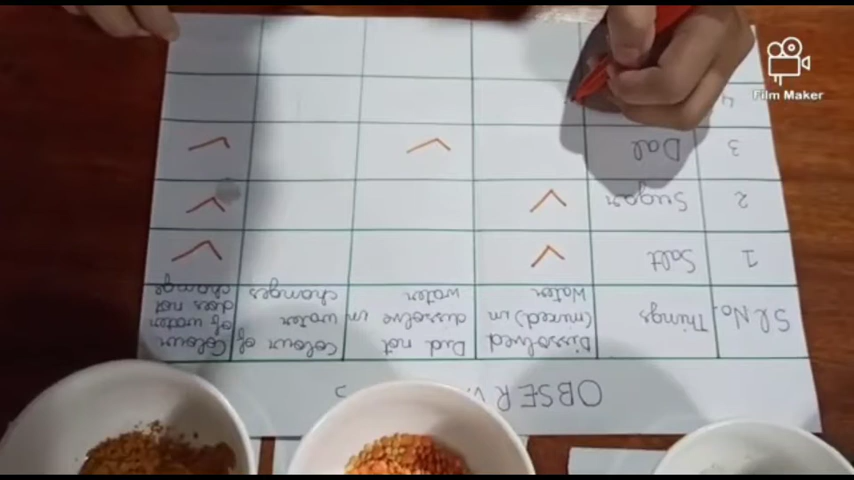 OBSERV
Sl No. Things Dissolved (mixed) in Water Did not dissolve in water Colour of water changes Colour of water does not change
1 Salt
2 Sugar
3 Dal
4
Film Maker